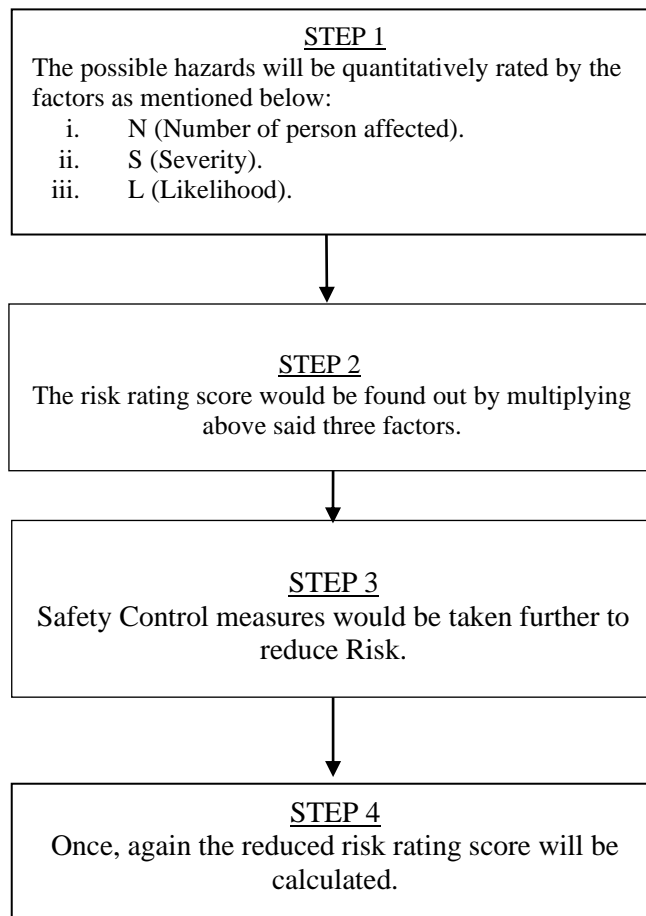 STEP 1
The possible hazards will be quantitatively rated by the
factors as mentioned below:
i. N (Number of person affected).
ii. S (Severity).
iii. L (Likelihood).
STEP 2
The risk rating score would be found out by multiplying
above said three factors.
STEP 3
Safety Control measures would be taken further to
reduce Risk.
STEP 4
Once, again the reduced risk rating score will be
calculated.